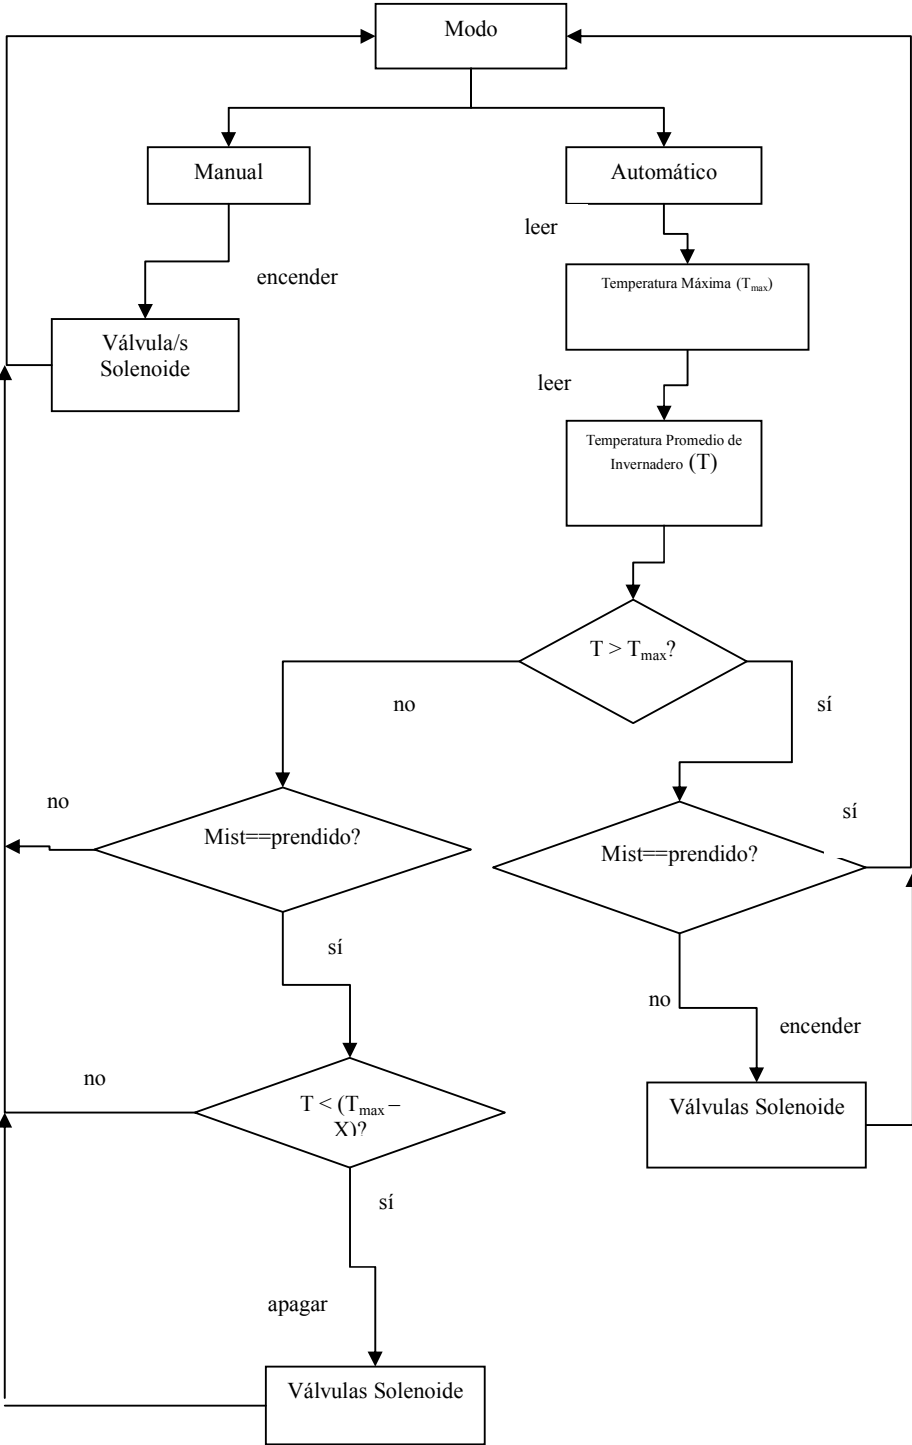 Modo
Manual
Automático
leer
encender
Temperatura Máxima (Tmax)
Válvula/s
Solenoide
leer
Temperatura Promedio de
Invernadero (T)
T > Tmax?
no
sí
no
Mist==prendido?
sí
Mist==prendido?
sí
no
encender
no
T < (Tmax –
X)?
Válvulas Solenoide
sí
apagar
Válvulas Solenoide